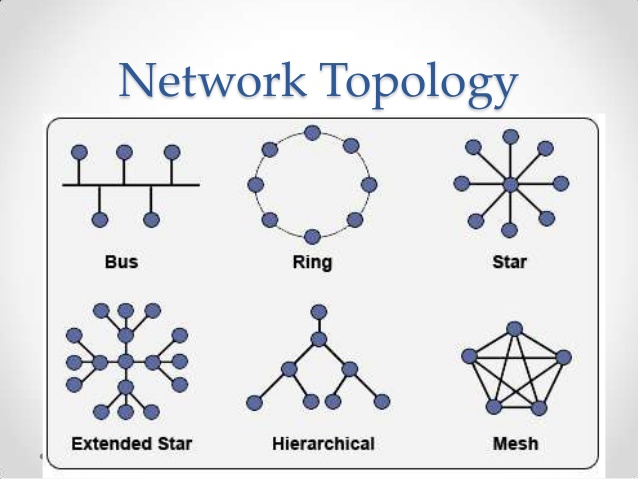 Network Topology
Bus
Ring
Star
Extended Star
Hierarchical
Mesh